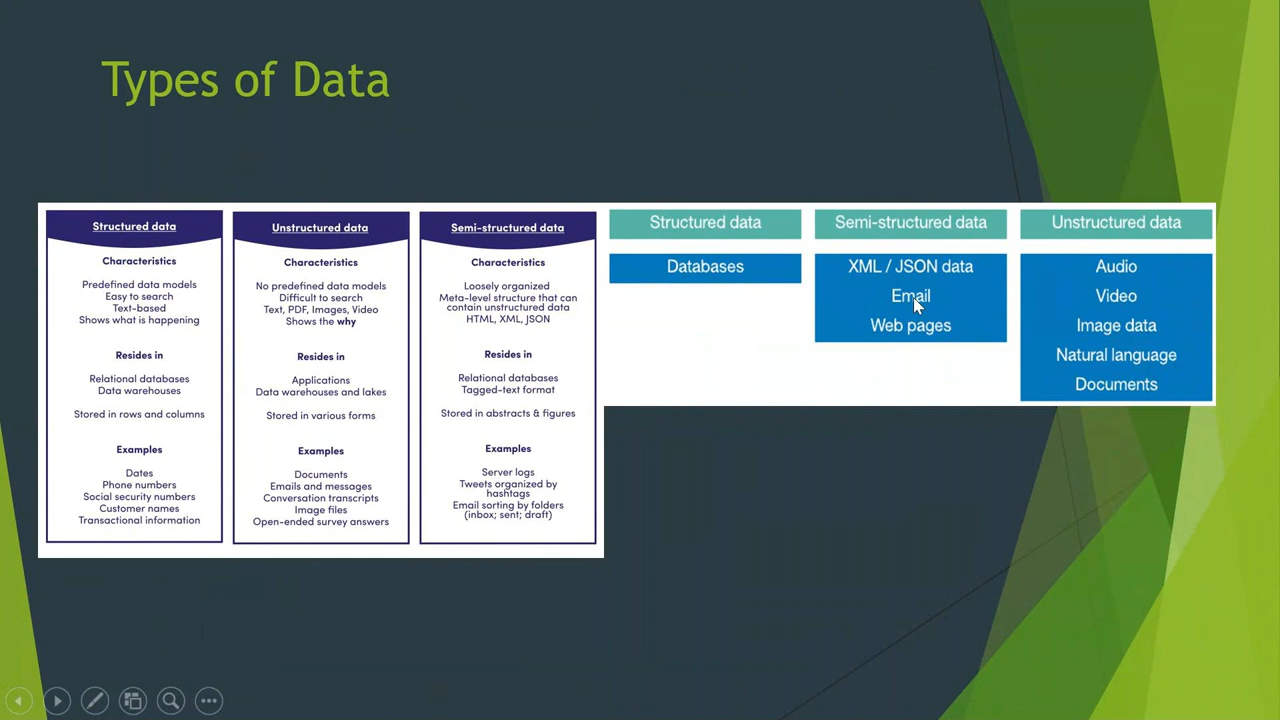 Types of Data
Structured data
Characteristics
Predefined data models
Easy to search
Text-based
Shows what is happening
Resides in
Relational databases
Data warehouses
Stored in rows and columns
Examples
Dates
Phone numbers
Social security numbers
Customer names
Transactional information
Unstructured data
Characteristics
No predefined data models
Difficult to search
Text, PDF, Images, Video
Shows the why
Resides in
Applications
Data warehouses and lakes
Stored in various forms
Examples
Documents
Emails and messages
Conversation transcripts
Image files
Open-ended survey answers
Semi-structured data
Characteristics
Loosely organized
Meta-level structure that can
contain unstructured data
HTML, XML, JSON
Resides in
Relational databases
Tagged-text format
Stored in abstracts & figures
Examples
Server logs
Tweets organized by
hashtags
Email sorting by folders
(inbox; sent; draft)
Structured data
Databases
Semi-structured data
XML / JSON data
Email
Web pages
Unstructured data
Audio
Video
Image data
Natural language
Documents